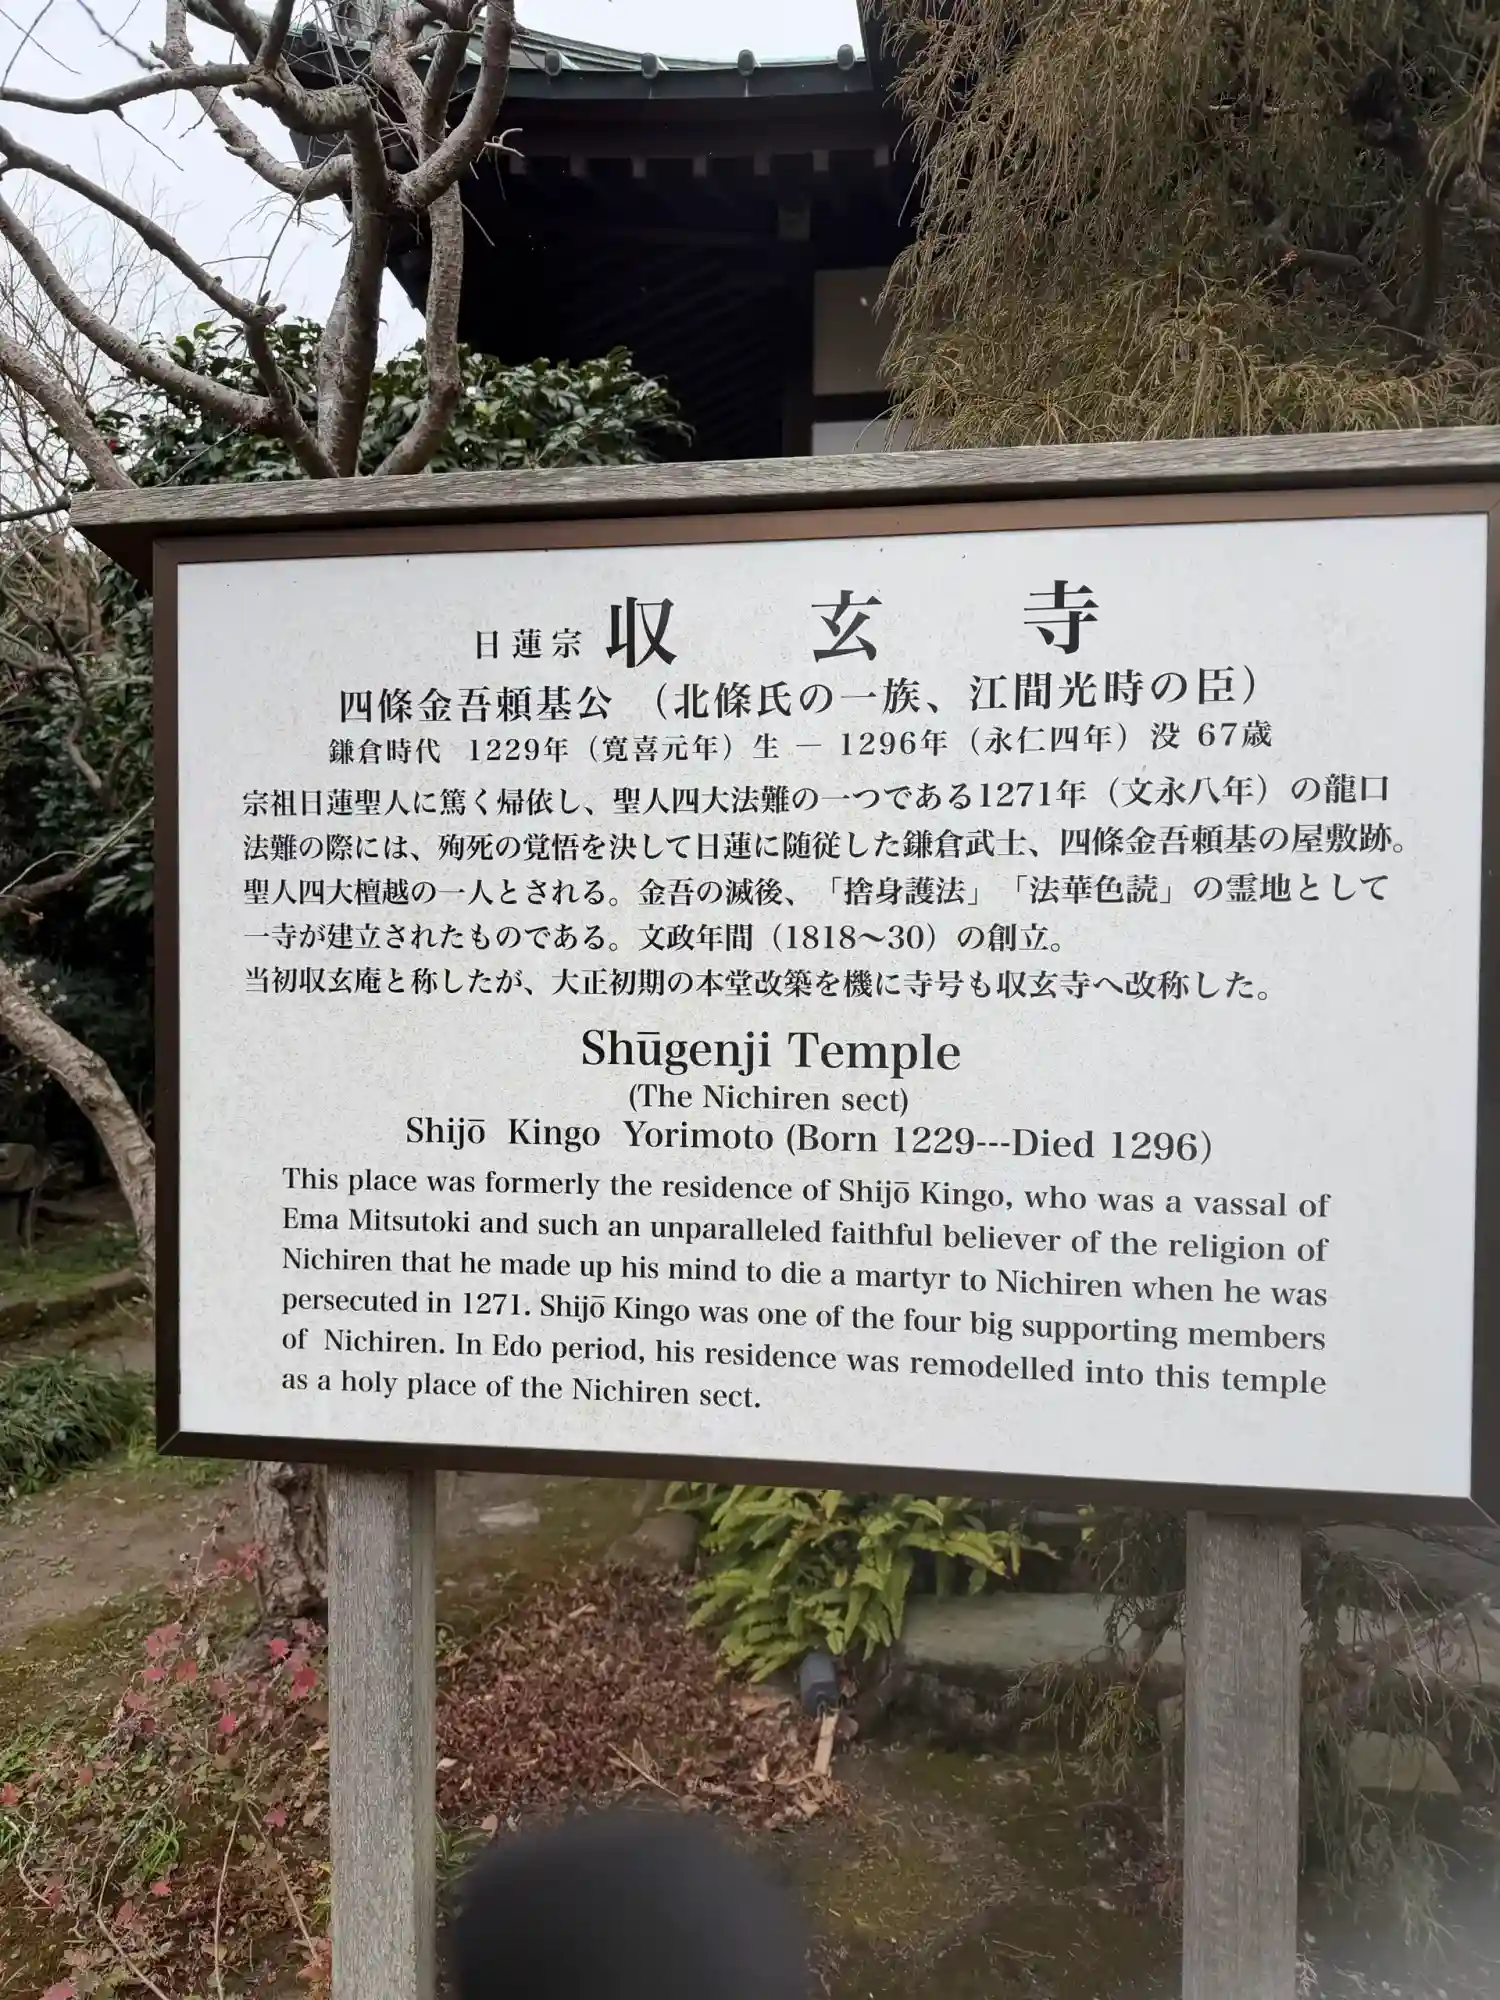 日蓮宗 収玄寺
四條金吾頼基公 （北條氏の一族、江間光時の臣）
鎌倉時代 1229年（寛喜元年）生 − 1296年（永仁四年）没 67歳
宗祖日蓮聖人に篤く帰依し、聖人四大法難の一つである1271年（文永八年）の龍口
法難の際には、殉死の覚悟を決して日蓮に随従した鎌倉武士、四條金吾頼基の屋敷跡。
聖人四大檀越の一人とされる。金吾の滅後、「捨身護法」「法華色読」の霊地として
一寺が建立されたものである。文政年間（1818〜30）の創立。
当初収玄庵と称したが、大正初期の本堂改築を機に寺号も収玄寺へ改称した。
Shūgenji Temple
(The Nichiren sect)
Shijō Kingo Yorimoto (Born 1229---Died 1296)
This place was formerly the residence of Shijō Kingo, who was a vassal of
Ema Mitsutoki and such an unparalleled faithful believer of the religion of
Nichiren that he made up his mind to die a martyr to Nichiren when he was
persecuted in 1271. Shijō Kingo was one of the four big supporting members
of Nichiren. In Edo period, his residence was remodelled into this temple
as a holy place of the Nichiren sect.